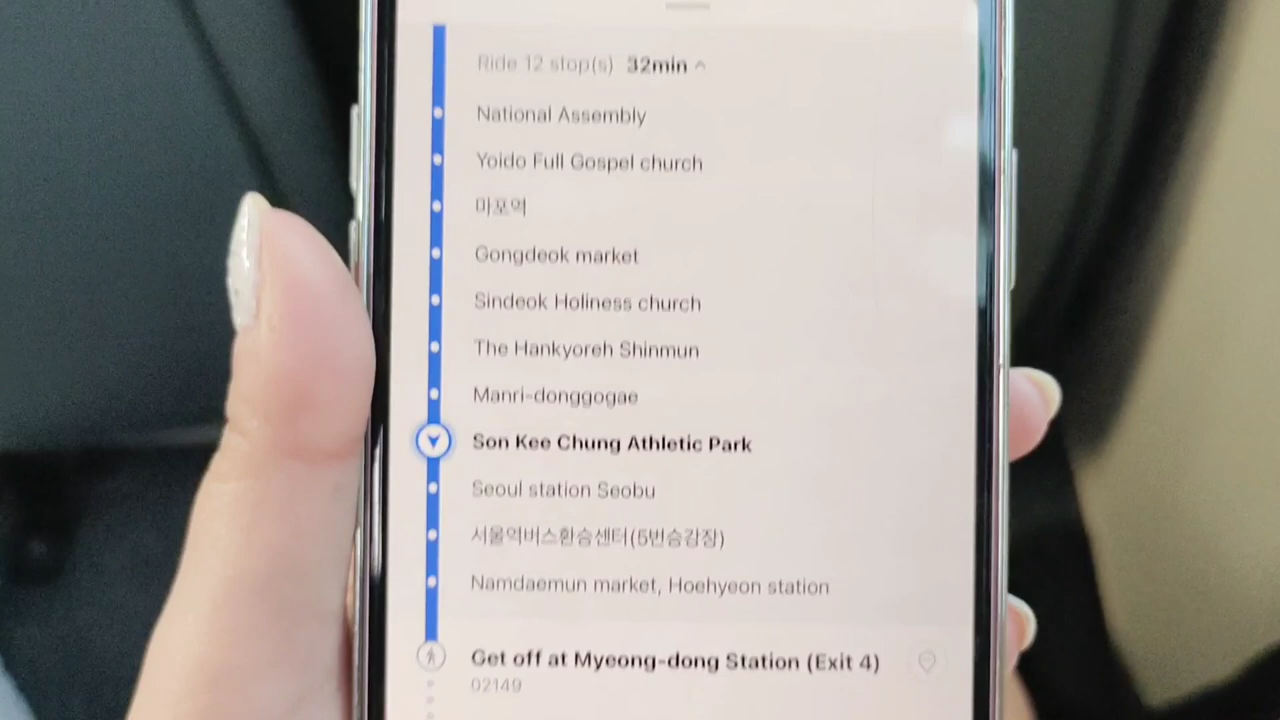 Ride 12 stop(s) 32min
National Assembly
Yoido Full Gospel church
마포역
Gongdeok market
Sindeok Holiness church
The Hankyoreh Shinmun
Manri-donggogae
Son Kee Chung Athletic Park
Seoul station Seobu
서울역버스환승센터(5번승강장)
Namdaemun market, Hoehyeon station
Get off at Myeong-dong Station (Exit 4)
02149